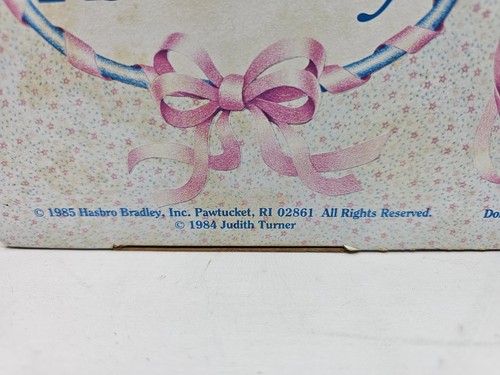 © 1985 Hasbro Bradley, Inc. Pawtucket, RI 02861 All Rights Reserved.
© 1984 Judith Turner